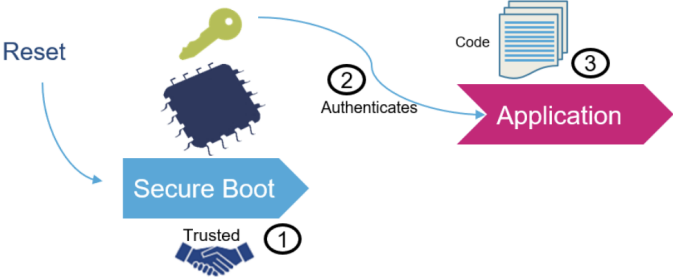 Reset
Code
3
2
Authenticates
Application
Secure Boot
Trusted
1